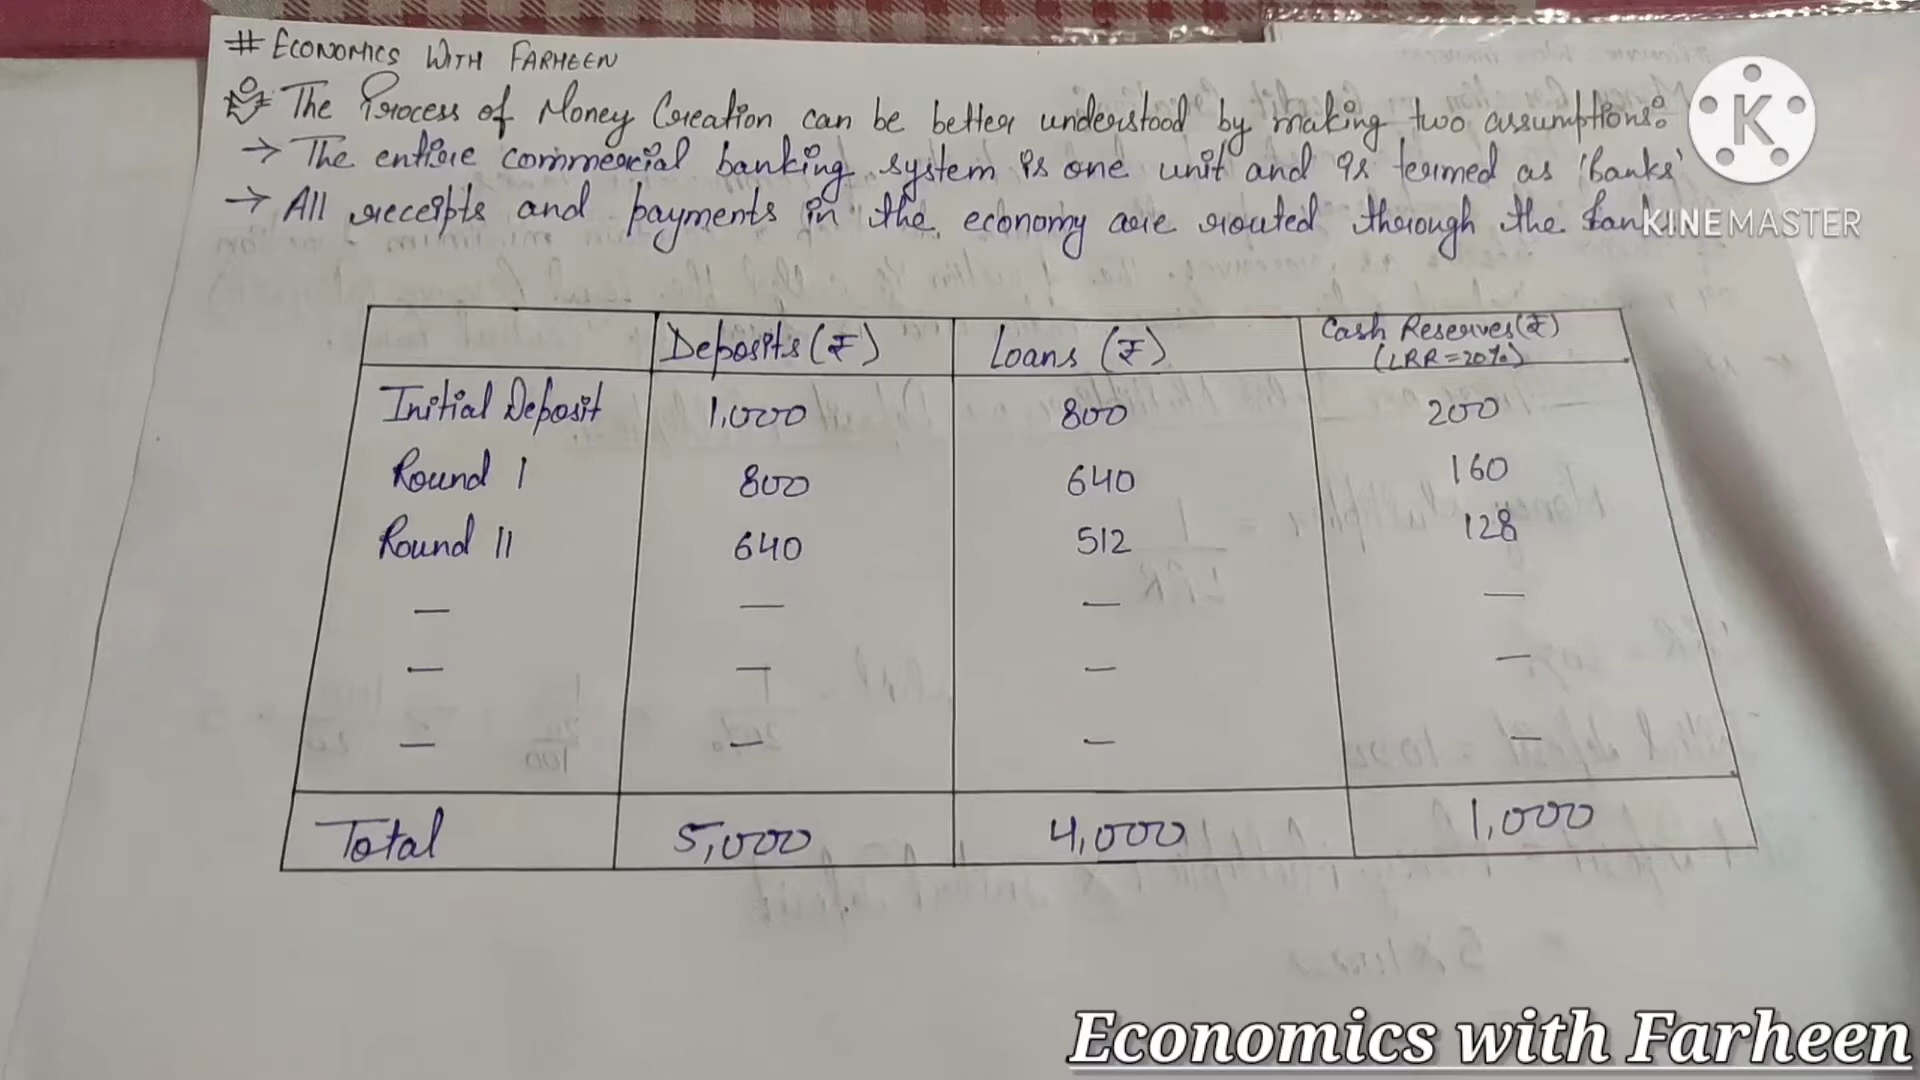 # ECONOMICS WITH FARHEEN
The Process of Money Creation can be better understood by making two assumptions:
→ The entire commercial banking system is one unit and is termed as 'banks'
→ All receipts and payments in the economy are routed through the bank
K
KINEMASTER
Deposits (₹) Loans (₹) Cash Reserves (₹) (LRR = 20%)
Initial Deposit 1,000 800 200
Round I 800 640 160
Round II 640 512 128
— — — —
— — — —
— — — —
Total 5,000 4,000 1,000
Economics with Farheen